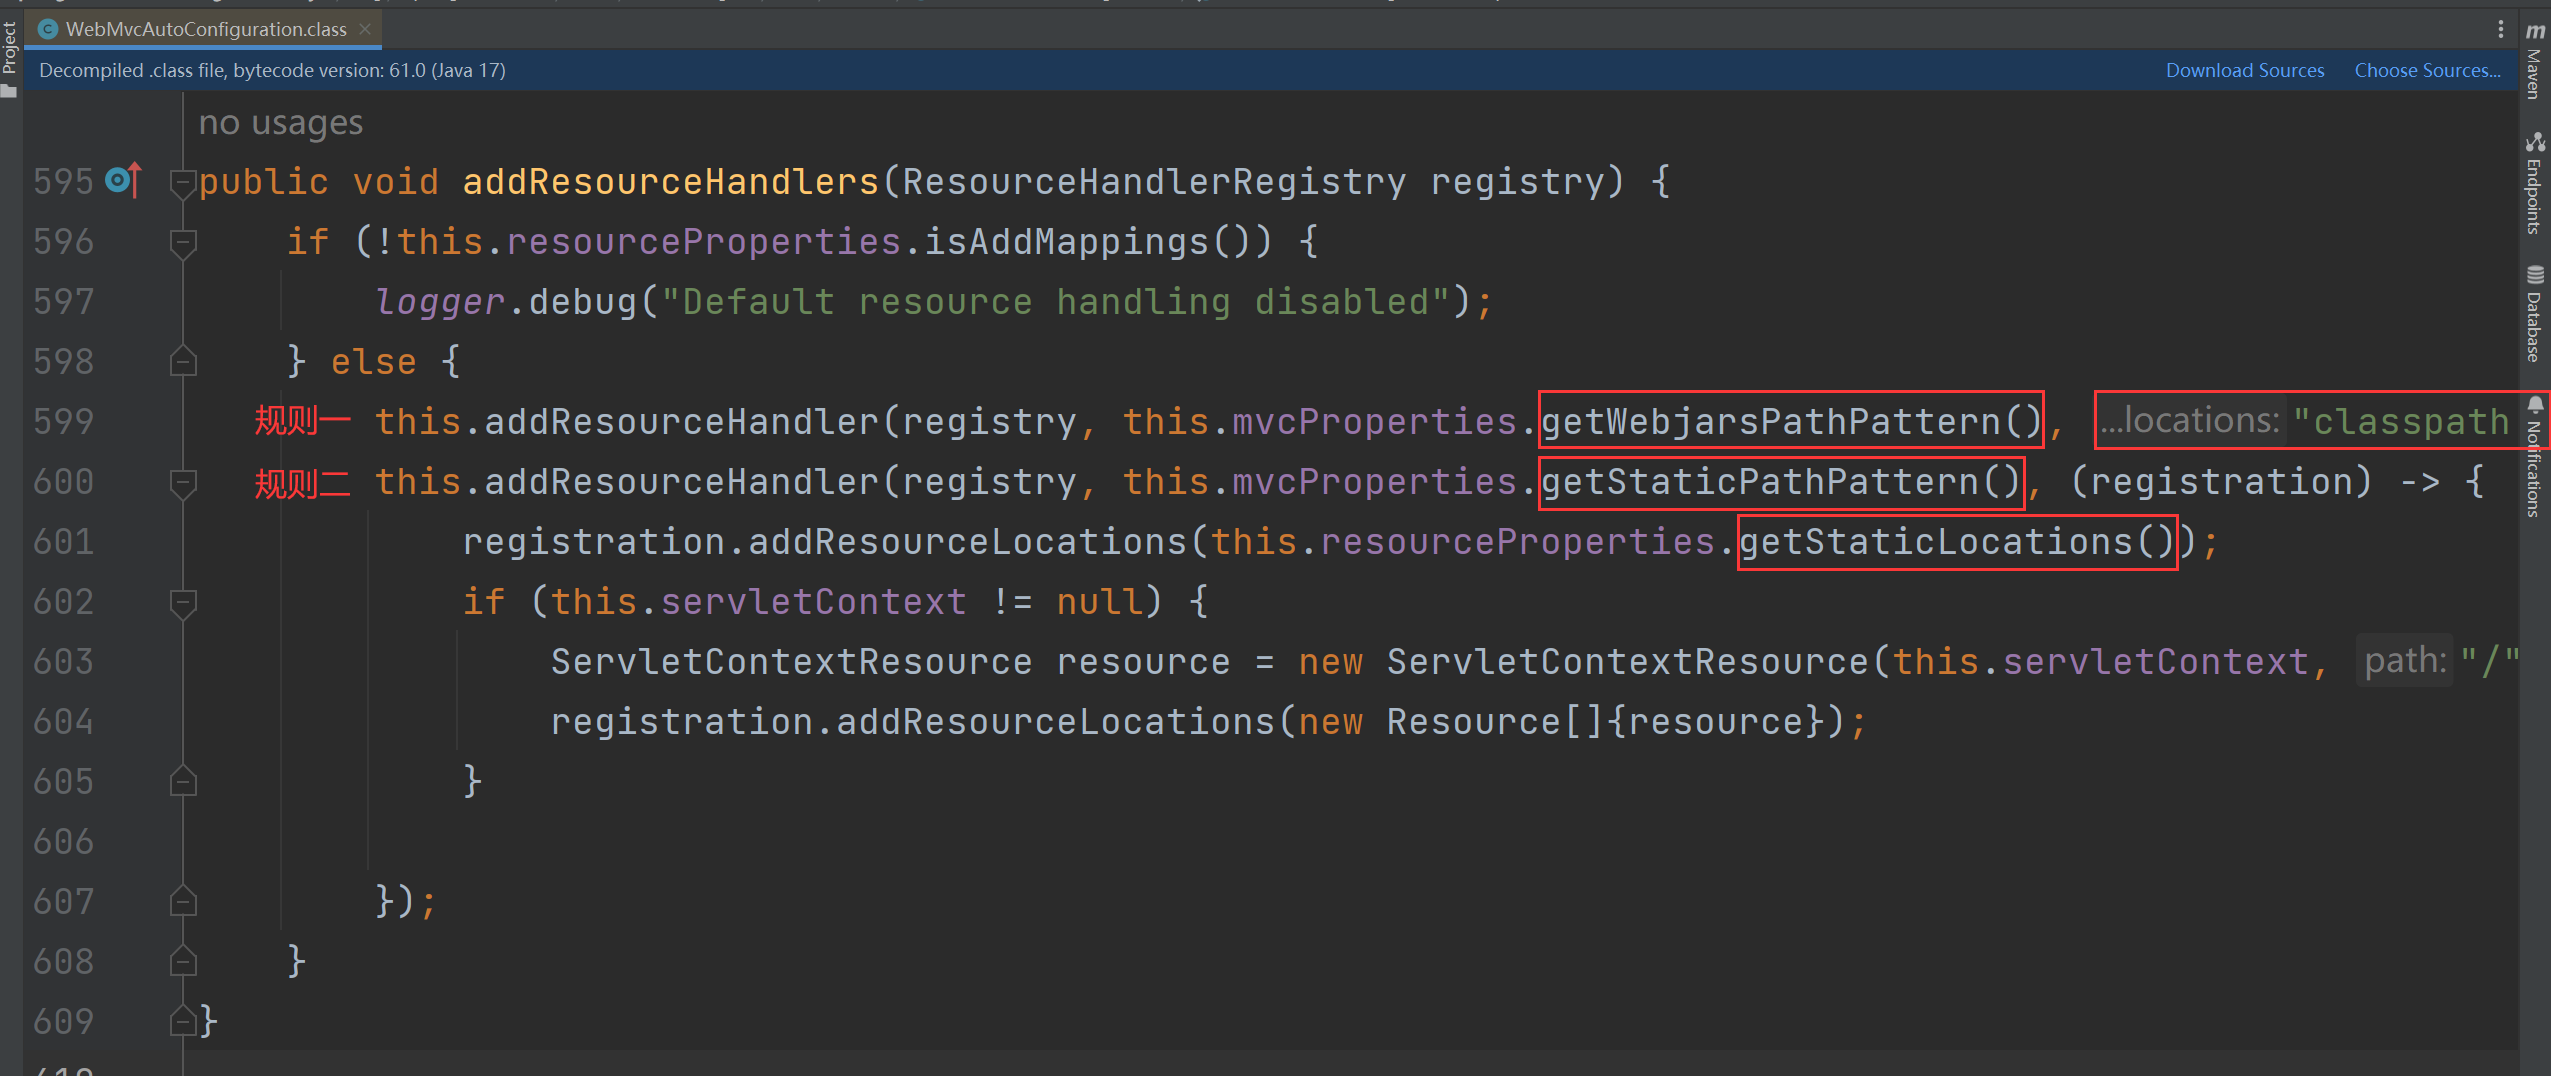 Project
WebMvcAutoConfiguration.class
Decompiled .class file, bytecode version: 61.0 (Java 17)
Download Sources
Choose Sources...
no usages
595 public void addResourceHandlers(ResourceHandlerRegistry registry) {
596 if (!this.resourceProperties.isAddMappings()) {
597 logger.debug("Default resource handling disabled");
598 } else {
599 规则一 this.addResourceHandler(registry, this.mvcProperties.getWebjarsPathPattern(), ...locations: "classpath
600 规则二 this.addResourceHandler(registry, this.mvcProperties.getStaticPathPattern(), (registration) -> {
601 registration.addResourceLocations(this.resourceProperties.getStaticLocations());
602 if (this.servletContext != null) {
603 ServletContextResource resource = new ServletContextResource(this.servletContext, path: "/"
604 registration.addResourceLocations(new Resource[]{resource});
605 }
606
607 });
608 }
609 }
Maven
Endpoints
Database
Notifications